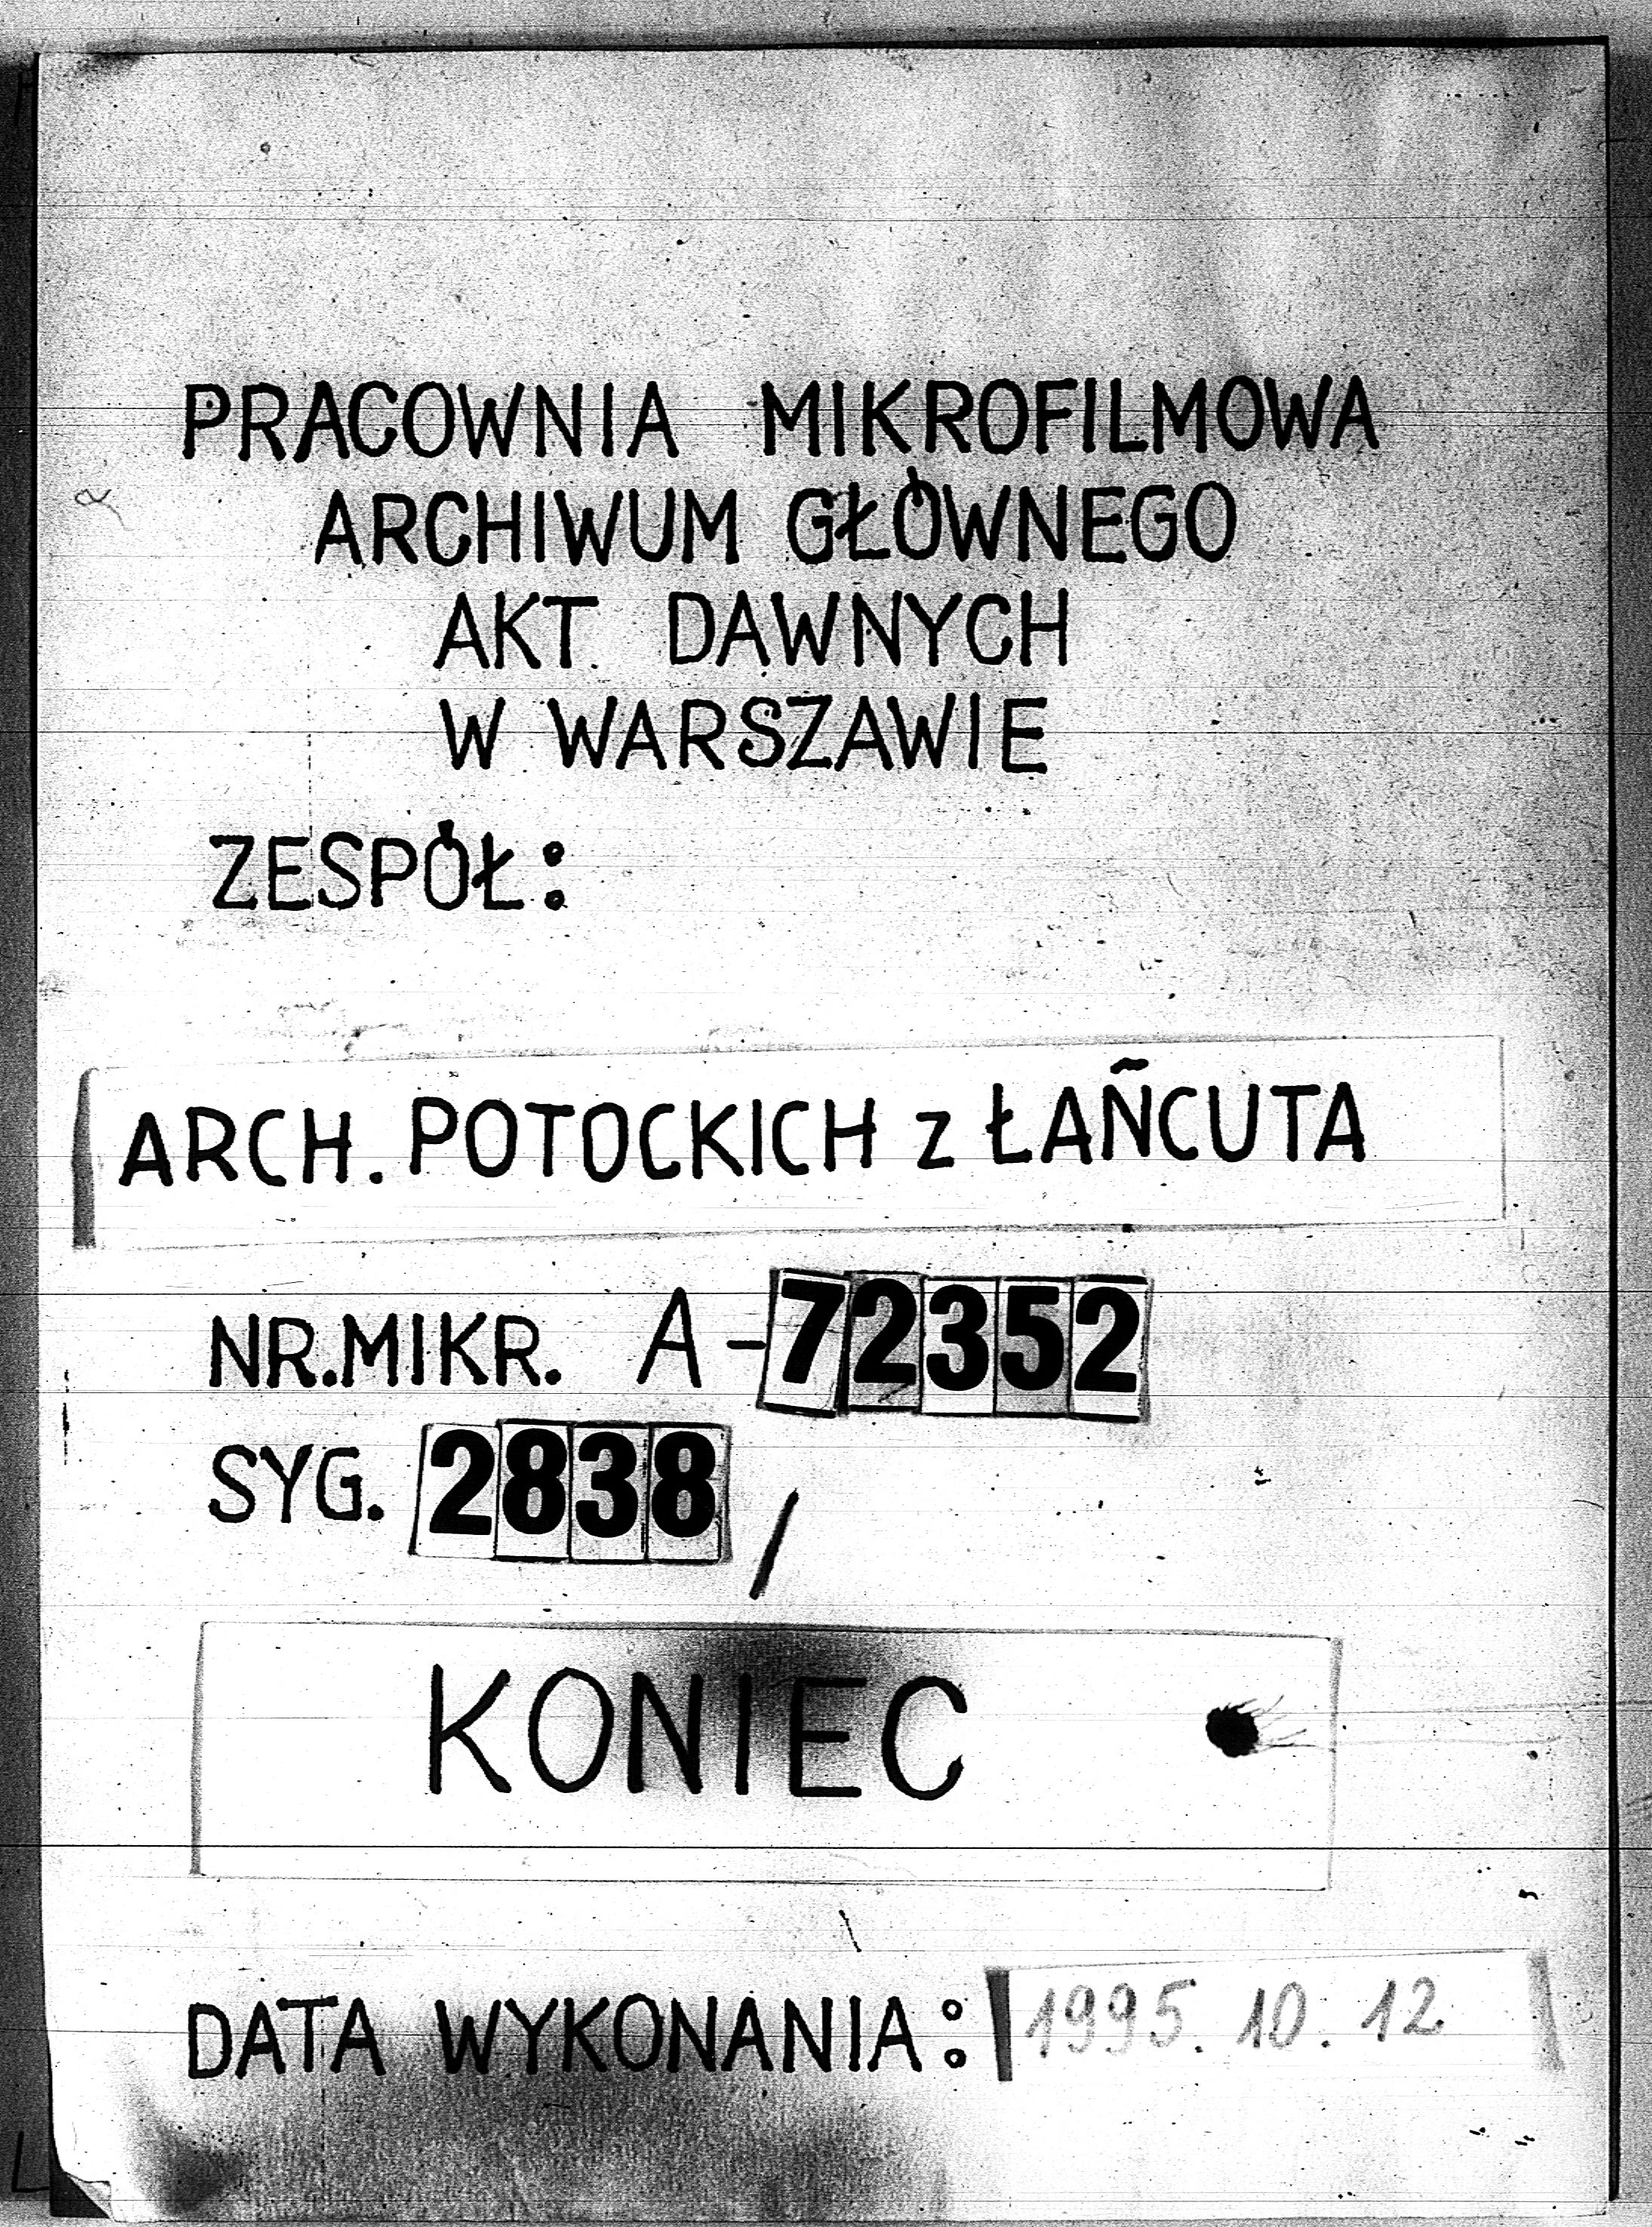 PRACOWNIA MIKROFILMOWA
ARCHIWUM GŁÓWNEGO
AKT DAWNYCH
W WARSZAWIE
ZESPÓŁ:
ARCH. POTOCKICH z ŁAŃCUTA
NR.MIKR. A-72352
SYG. 2838/
KONIEC
DATA WYKONANIA: 1995. 10. 12